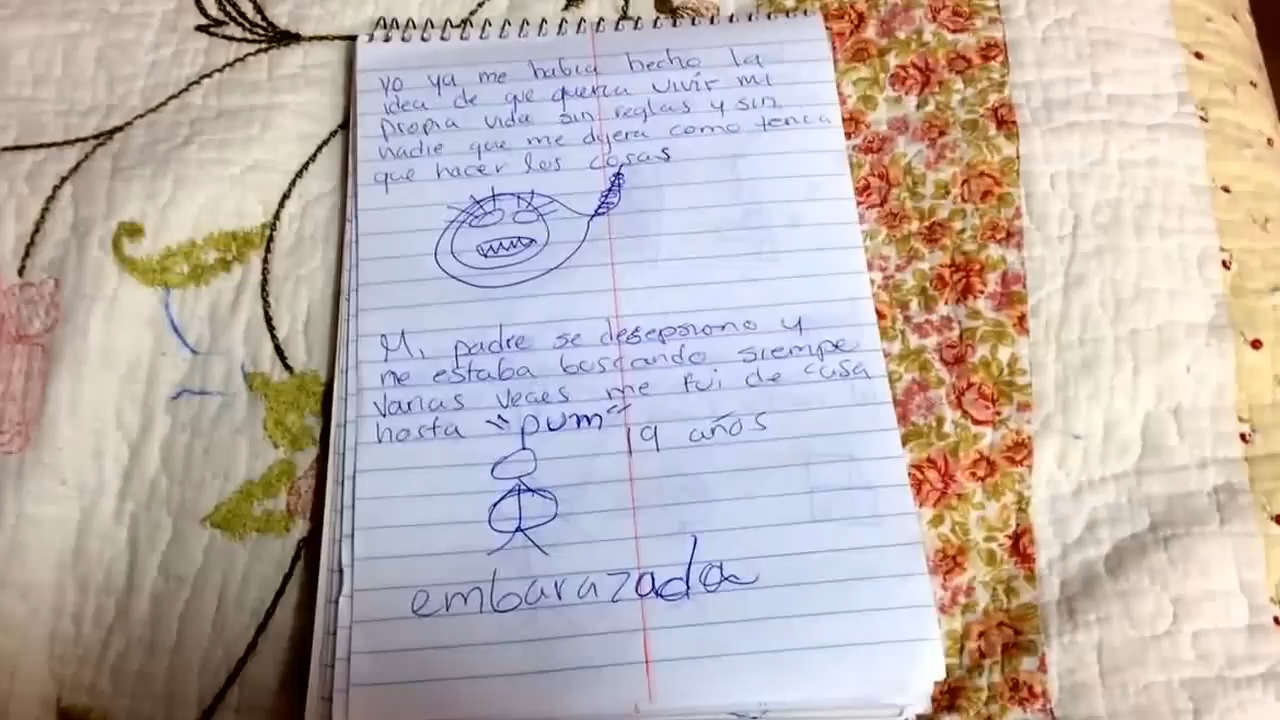 yo ya me habia hecho la
idea de que queria vivir mi
propia vida sin reglas y sin
nadie que me dijera como tenia
que hacer las cosas
Mi padre se desepsiono y
me estaba buscando siempe
varias veces me fui de casa
hasta "pum" 19 años
embarazada